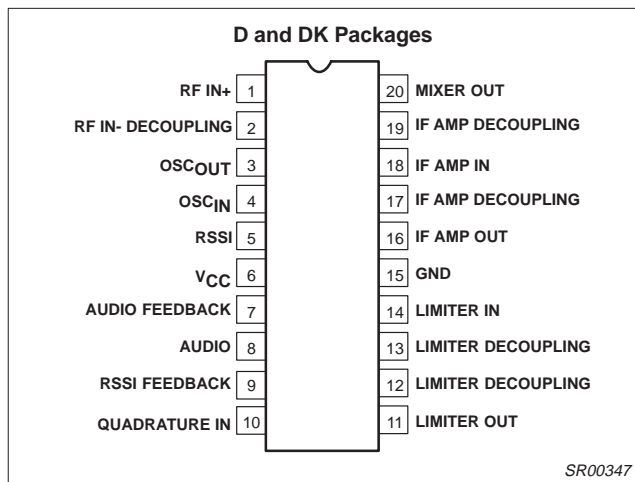 D and DK Packages
RF IN+ 1 20 MIXER OUT
RF IN- DECOUPLING 2 19 IF AMP DECOUPLING
OSCOUT 3 18 IF AMP IN
OSCIN 4 17 IF AMP DECOUPLING
RSSI 5 16 IF AMP OUT
VCC 6 15 GND
AUDIO FEEDBACK 7 14 LIMITER IN
AUDIO 8 13 LIMITER DECOUPLING
RSSI FEEDBACK 9 12 LIMITER DECOUPLING
QUADRATURE IN 10 11 LIMITER OUT
SR00347